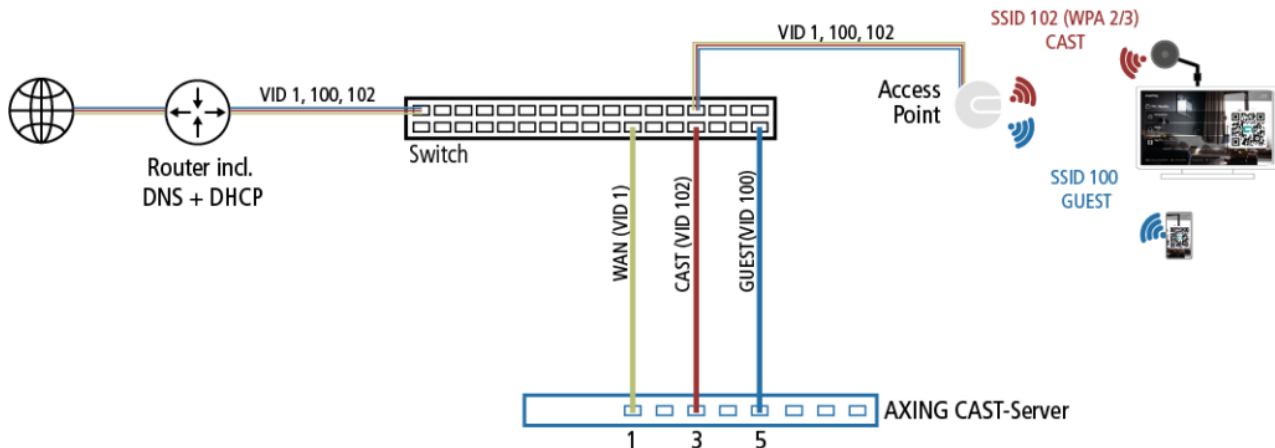 VID 1, 100, 102
SSID 102 (WPA 2/3)
CAST
VID 1, 100, 102
Access
Point
Switch
Router incl.
DNS + DHCP
SSID 100
GUEST
WAN (VID 1)
CAST (VID 102)
GUEST(VID 100)
AXING CAST-Server
1
3
5